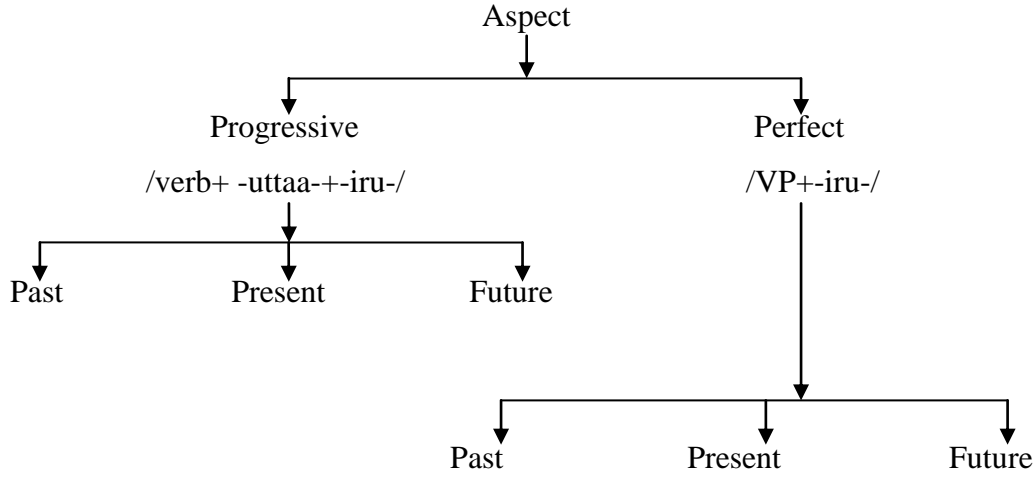 Aspect
Progressive Perfect
/verb+ -uttaa-+-iru-/ /VP+-iru-/
Past Present Future
Past Present Future